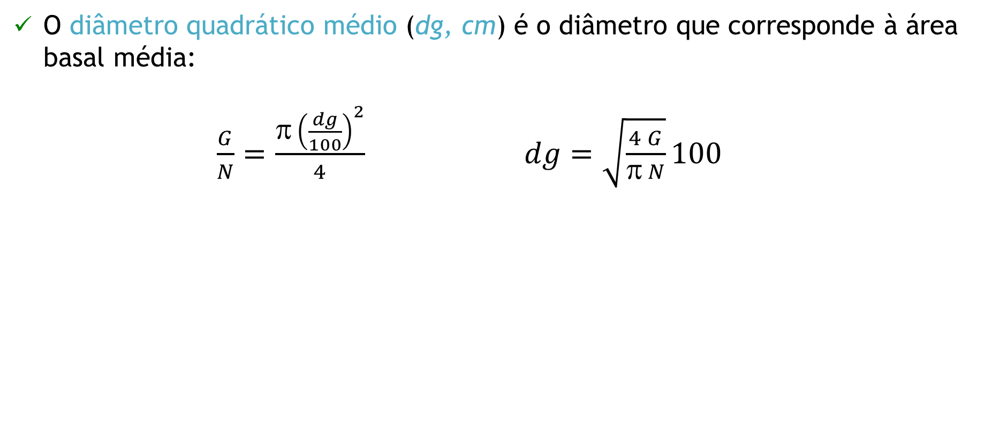 ✓ O diâmetro quadrático médio (dg, cm) é o diâmetro que corresponde à área
basal média:
G/N = π (dg/100)² / 4
dg = √(4 G / π N) 100